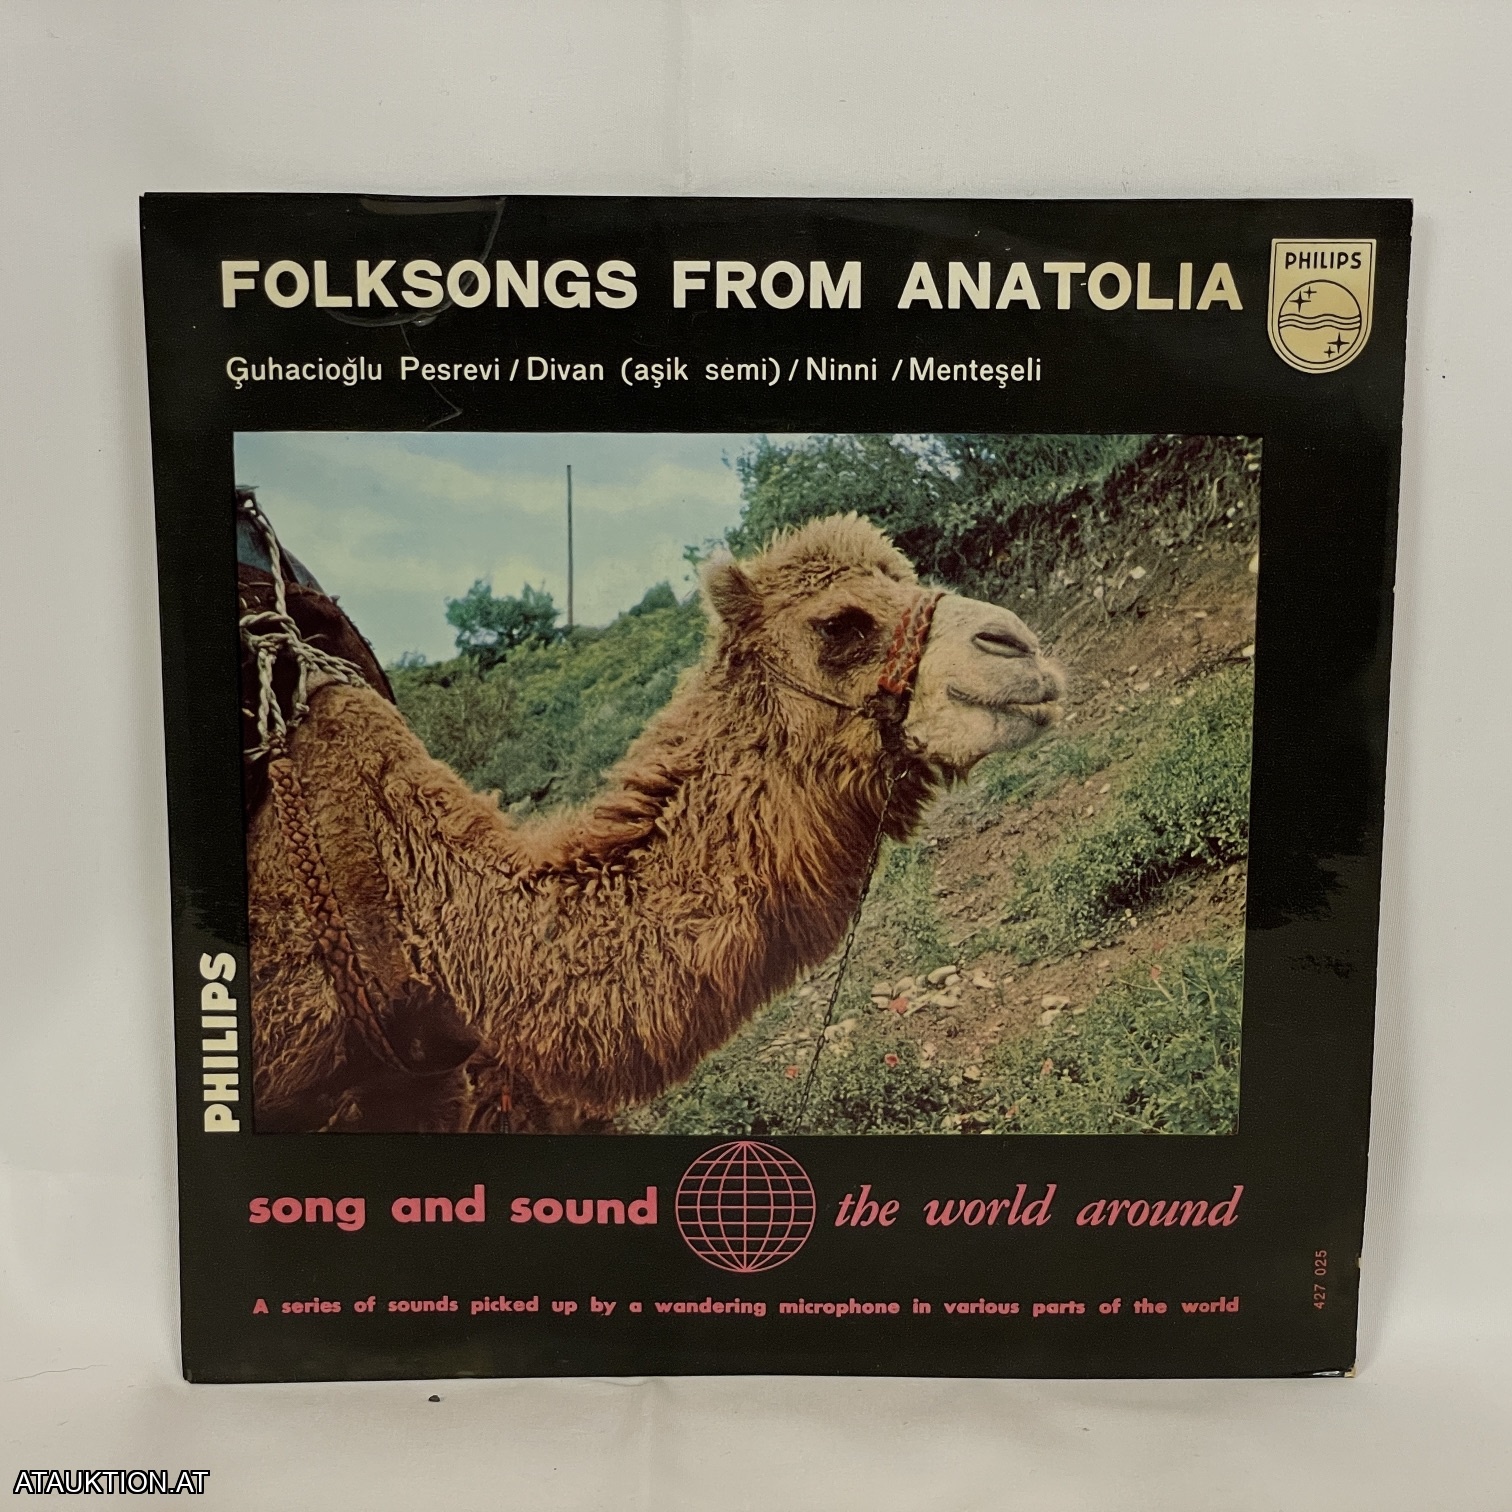 FOLKSONGS FROM ANATOLIA
PHILIPS
Ģuhacioğlu Pesrevi / Divan (aşik semi) / Ninni / Menteşeli
PHILIPS
song and sound the world around
A series of sounds picked up by a wandering microphone in various parts of the world
427 025
ATAUKTION.AT